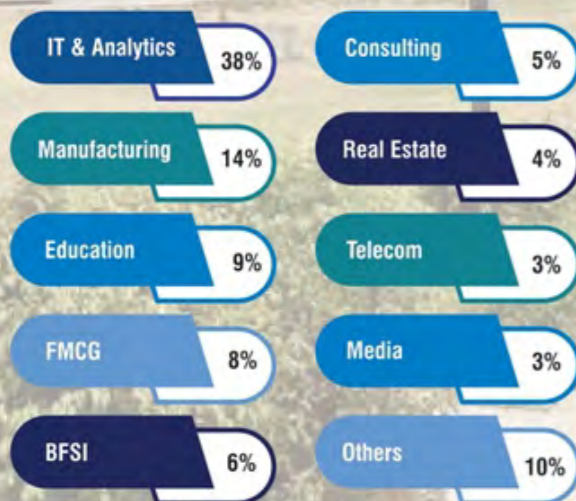 IT & Analytics 38%
Manufacturing 14%
Education 9%
FMCG 8%
BFSI 6%
Consulting 5%
Real Estate 4%
Telecom 3%
Media 3%
Others 10%